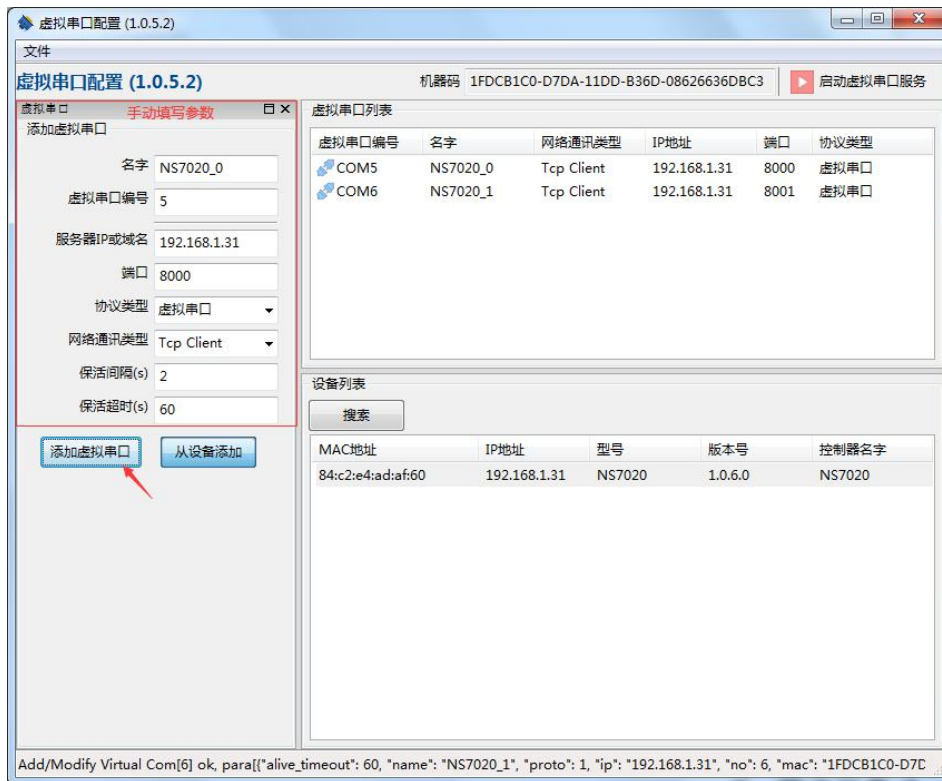 虚拟串口配置 (1.0.5.2)
文件
虚拟串口配置 (1.0.5.2)
机器码 1FDCB1C0-D7DA-11DD-B36D-08626636DBC3 启动虚拟串口服务
虚拟串口 手动填写参数
添加虚拟串口
名字 NS7020_0
虚拟串口编号 5
服务器IP或域名 192.168.1.31
端口 8000
协议类型 虚拟串口
网络通讯类型 Tcp Client
保活间隔(s) 2
保活超时(s) 60
添加虚拟串口 从设备添加
虚拟串口列表
虚拟串口编号 名字 网络通讯类型 IP地址 端口 协议类型
COM5 NS7020_0 Tcp Client 192.168.1.31 8000 虚拟串口
COM6 NS7020_1 Tcp Client 192.168.1.31 8001 虚拟串口
设备列表
搜索
MAC地址 IP地址 型号 版本号 控制器名字
84:c2:e4:ad:af:60 192.168.1.31 NS7020 1.0.6.0 NS7020
Add/Modify Virtual Com[6] ok, para[{"alive_timeout": 60, "name": "NS7020_1", "proto": 1, "ip": "192.168.1.31", "no": 6, "mac": "1FDCB1C0-D7D